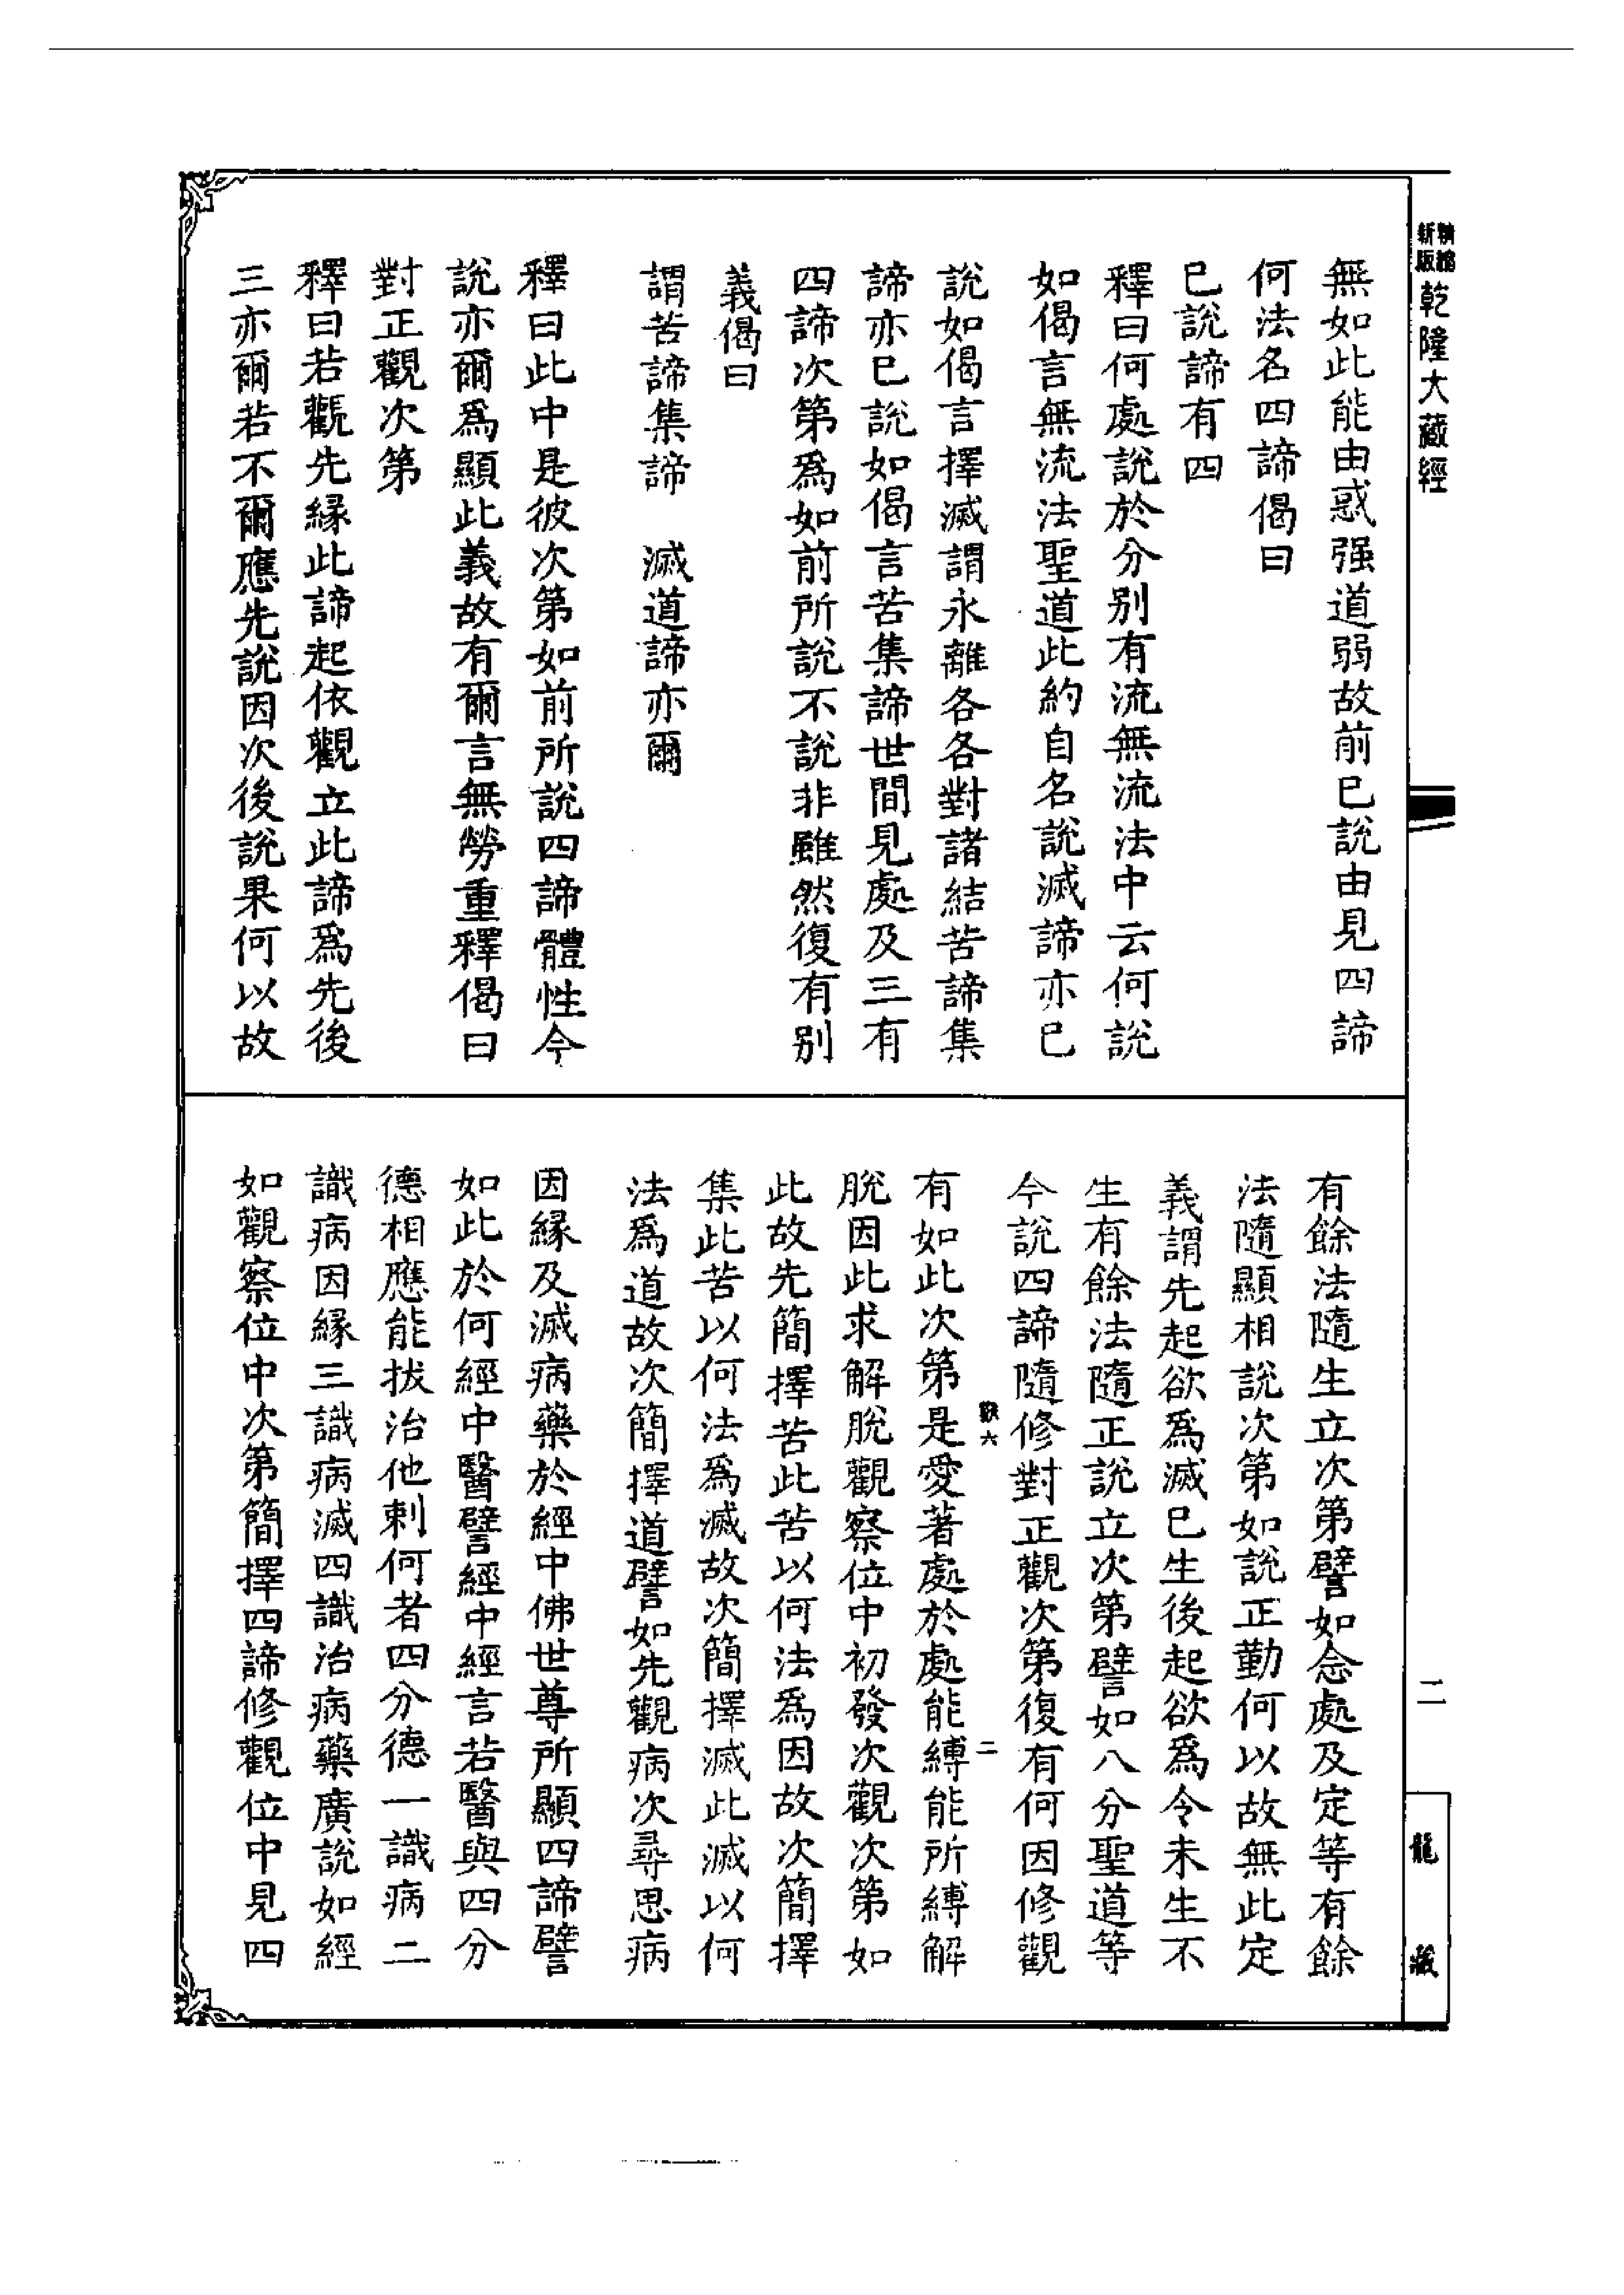 精縮
新版
乾隆大藏經
無如此能由惑强道弱故前已說由見四諦
何法名四諦偈曰
已說諦有四
釋曰何處說於分别有流無流法中云何說
如偈言無流法聖道此約自名說滅諦亦已
說如偈言擇滅謂永離各各對諸結苦諦集
諦亦已說如偈言苦集諦世間見處及三有
四諦次第爲如前所說不說非雖然復有别
義偈曰
謂苦諦集諦　滅道諦亦爾
釋曰此中是彼次第如前所說四諦體性今
說亦爾爲顯此義故有爾言無勞重釋偈曰
對正觀次第
釋曰若觀先緣此諦起依觀立此諦爲先後
三亦爾若不爾應先說因次後說果何以故
有餘法隨生立次第譬如念處及定等有餘
法隨顯相說次第如說正勤何以故無此定
義謂先起欲爲滅已生後起欲爲令未生不
生有餘法隨正說立次第譬如八分聖道等
今說四諦隨修對正觀次第復有何因修觀
有如此次第是愛著處於處能縛能所縛解
脫因此求解脫觀察位中初發次觀次第如
此故先簡擇苦此苦以何法爲因故次簡擇
集此苦以何法爲滅故次簡擇滅此滅以何
法爲道故次簡擇道譬如先觀病次尋思病
因緣及滅病藥於經中佛世尊所顯四諦譬
如此於何經中醫譬經中經言若醫與四分
德相應能拔治他刺何者四分德一識病二
識病因緣三識病滅四識治病藥廣說如經
如觀察位中次第簡擇四諦修觀位中見四
六
二
二
龍藏